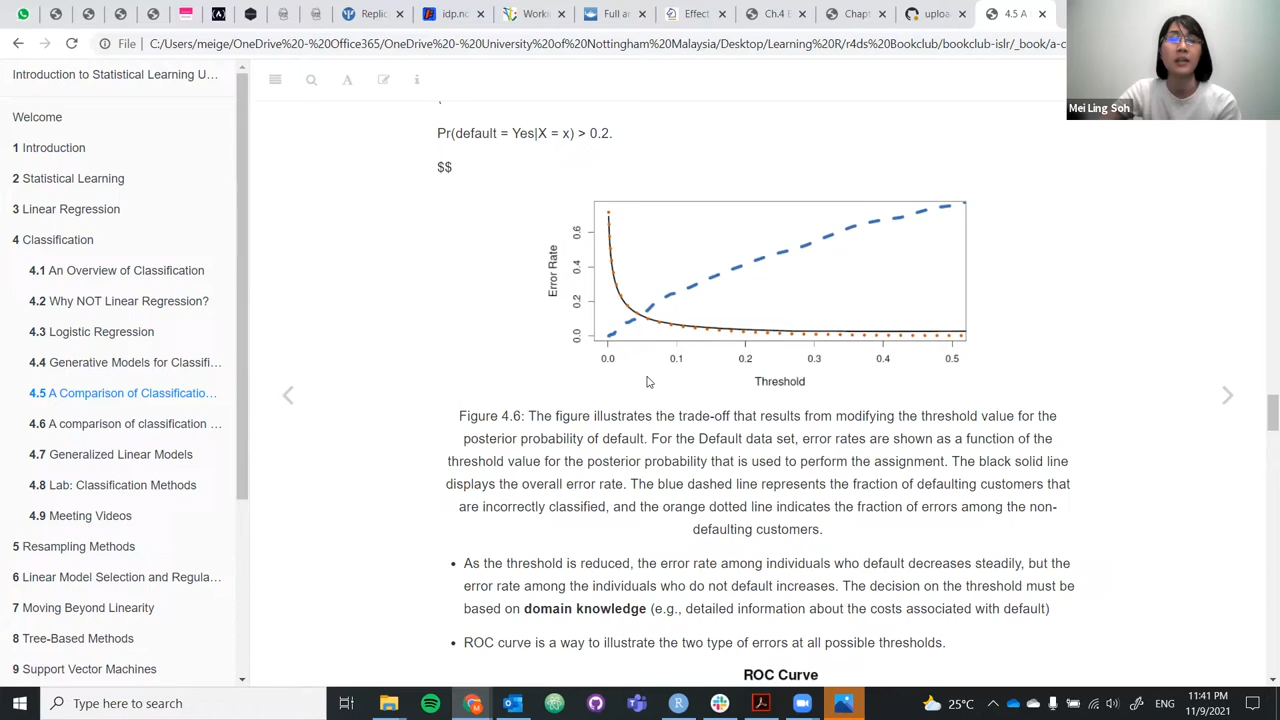 Replic
idp.nc
Workin
Full ar
Effect
Ch.4 E
Chapt
uploa
4.5 A
File
C:/Users/meige/OneDrive%20-%20Office365/OneDrive%20-%20University%20of%20Nottingham%20Malaysia/Desktop/Learning%20R/r4ds%20Bookclub/bookclub-islr/_book/a-c
Mei Ling Soh
Introduction to Statistical Learning U...
Welcome
1 Introduction
2 Statistical Learning
3 Linear Regression
4 Classification
4.1 An Overview of Classification
4.2 Why NOT Linear Regression?
4.3 Logistic Regression
4.4 Generative Models for Classifi...
4.5 A Comparison of Classificatio...
4.6 A comparison of classification ...
4.7 Generalized Linear Models
4.8 Lab: Classification Methods
4.9 Meeting Videos
5 Resampling Methods
6 Linear Model Selection and Regula...
7 Moving Beyond Linearity
8 Tree-Based Methods
9 Support Vector Machines
Pr(default = Yes|X = x) > 0.2.
$$
Error Rate
0.6
0.4
0.2
0.0
0.0 0.1 0.2 0.3 0.4 0.5
Threshold
Figure 4.6: The figure illustrates the trade-off that results from modifying the threshold value for the
posterior probability of default. For the Default data set, error rates are shown as a function of the
threshold value for the posterior probability that is used to perform the assignment. The black solid line
displays the overall error rate. The blue dashed line represents the fraction of defaulting customers that
are incorrectly classified, and the orange dotted line indicates the fraction of errors among the non-
defaulting customers.
• As the threshold is reduced, the error rate among individuals who default decreases steadily, but the
error rate among the individuals who do not default increases. The decision on the threshold must be
based on domain knowledge (e.g., detailed information about the costs associated with default)
• ROC curve is a way to illustrate the two type of errors at all possible thresholds.
ROC Curve
Type here to search
25°C
ENG
11:41 PM
11/9/2021